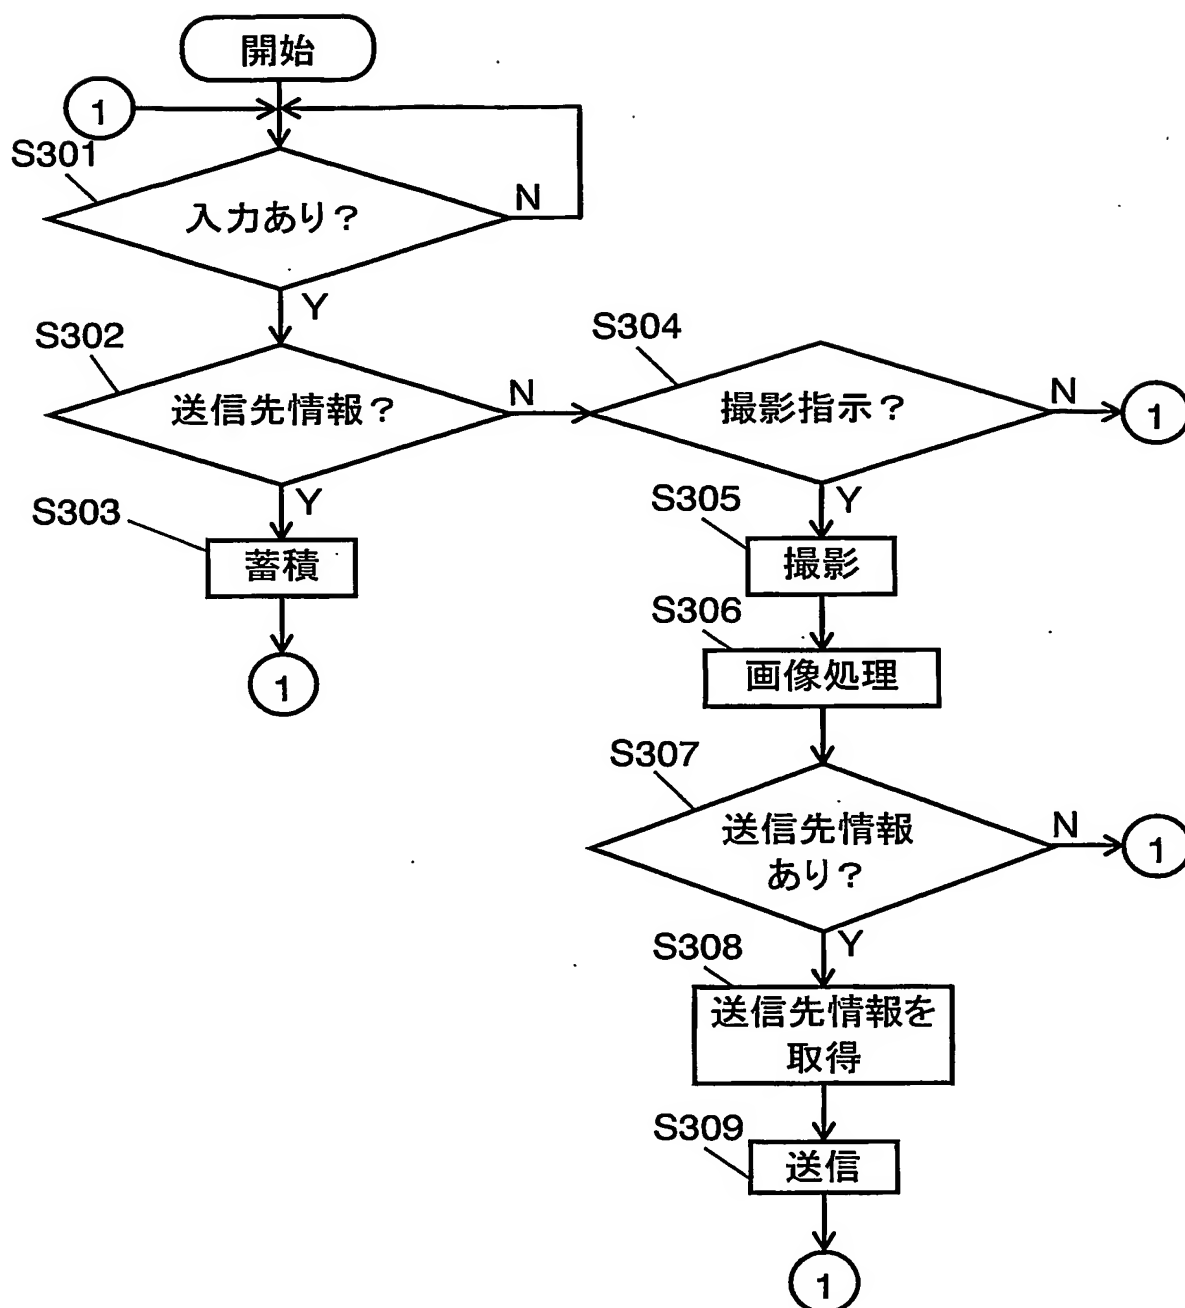 開始
1
S301
入力あり?
N
Y
S302
送信先情報?
N
S304
撮影指示?
N
1
Y
S303
蓄積
1
Y
S305
撮影
S306
画像処理
S307
送信先情報
あり?
N
1
Y
S308
送信先情報を
取得
S309
送信
1